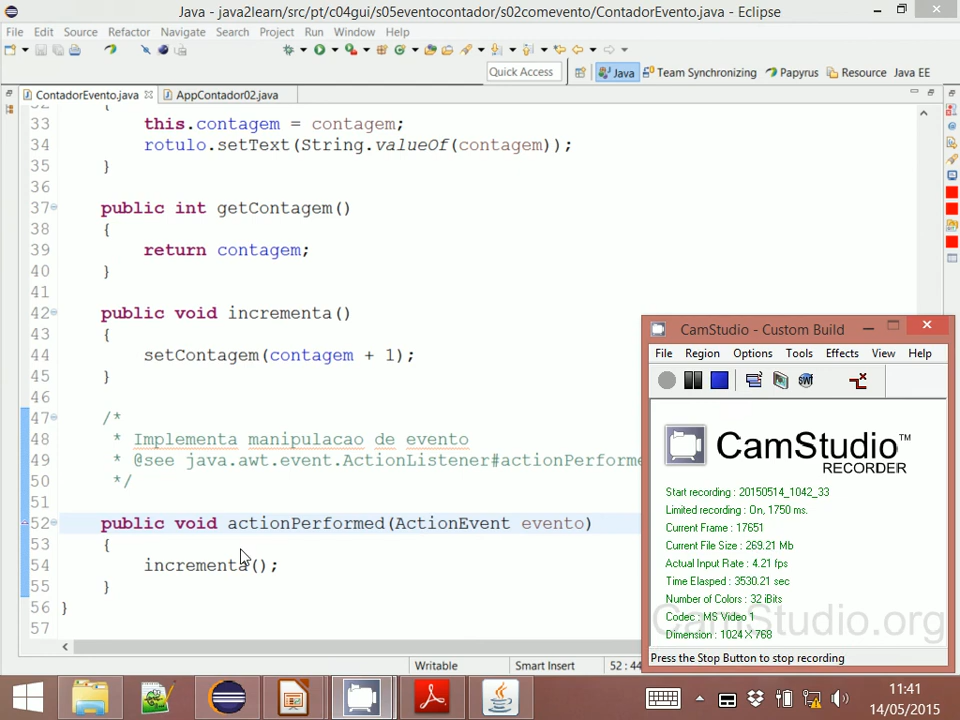 Java - java2learn/src/pt/c04gui/s05eventocontador/s02comevento/ContadorEvento.java - Eclipse
File Edit Source Refactor Navigate Search Project Run Window Help
Quick Access Java Team Synchronizing Papyrus Resource Java EE
ContadorEvento.java AppContador02.java
33 this.contagem = contagem;
34 rotulo.setText(String.valueOf(contagem));
35 }
36
37 public int getContagem()
38 {
39 return contagem;
40 }
41
42 public void incrementa()
43 {
44 setContagem(contagem + 1);
45 }
46
47 /*
48 * Implementa manipulacao de evento
49 * @see java.awt.event.ActionListener#actionPerforme
50 */
51
52 public void actionPerformed(ActionEvent evento)
53 {
54 incrementa();
55 }
56 }
57
Writable Smart Insert 52 : 44
CamStudio - Custom Build
File Region Options Tools Effects View Help
SWF
CamStudio™
RECORDER
Start recording : 20150514_1042_33
Limited recording : On, 1750 ms.
Current Frame : 17651
Current File Size : 269.21 Mb
Actual Input Rate : 4.21 fps
Time Elasped : 3530.21 sec
Number of Colors : 32 iBits
Codec : MS Video 1
Dimension : 1024 X 768
CamStudio.org
Press the Stop Button to stop recording
11:41
14/05/2015